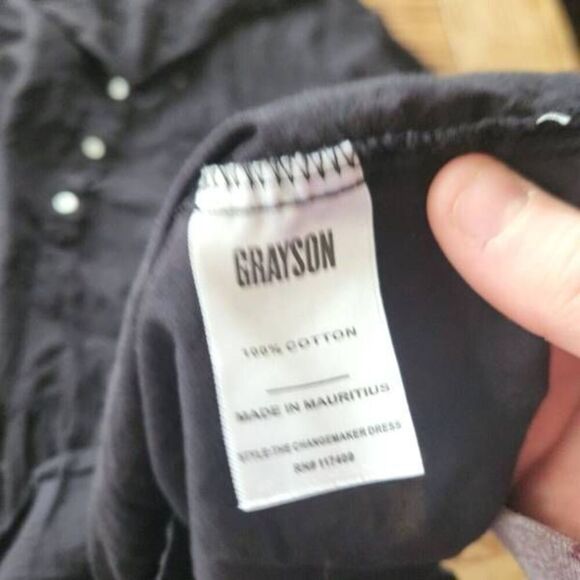 GRAYSON
100% COTTON
MADE IN MAURITIUS
STYLE:THE CHANGEMAKER DRESS
RN# 117409